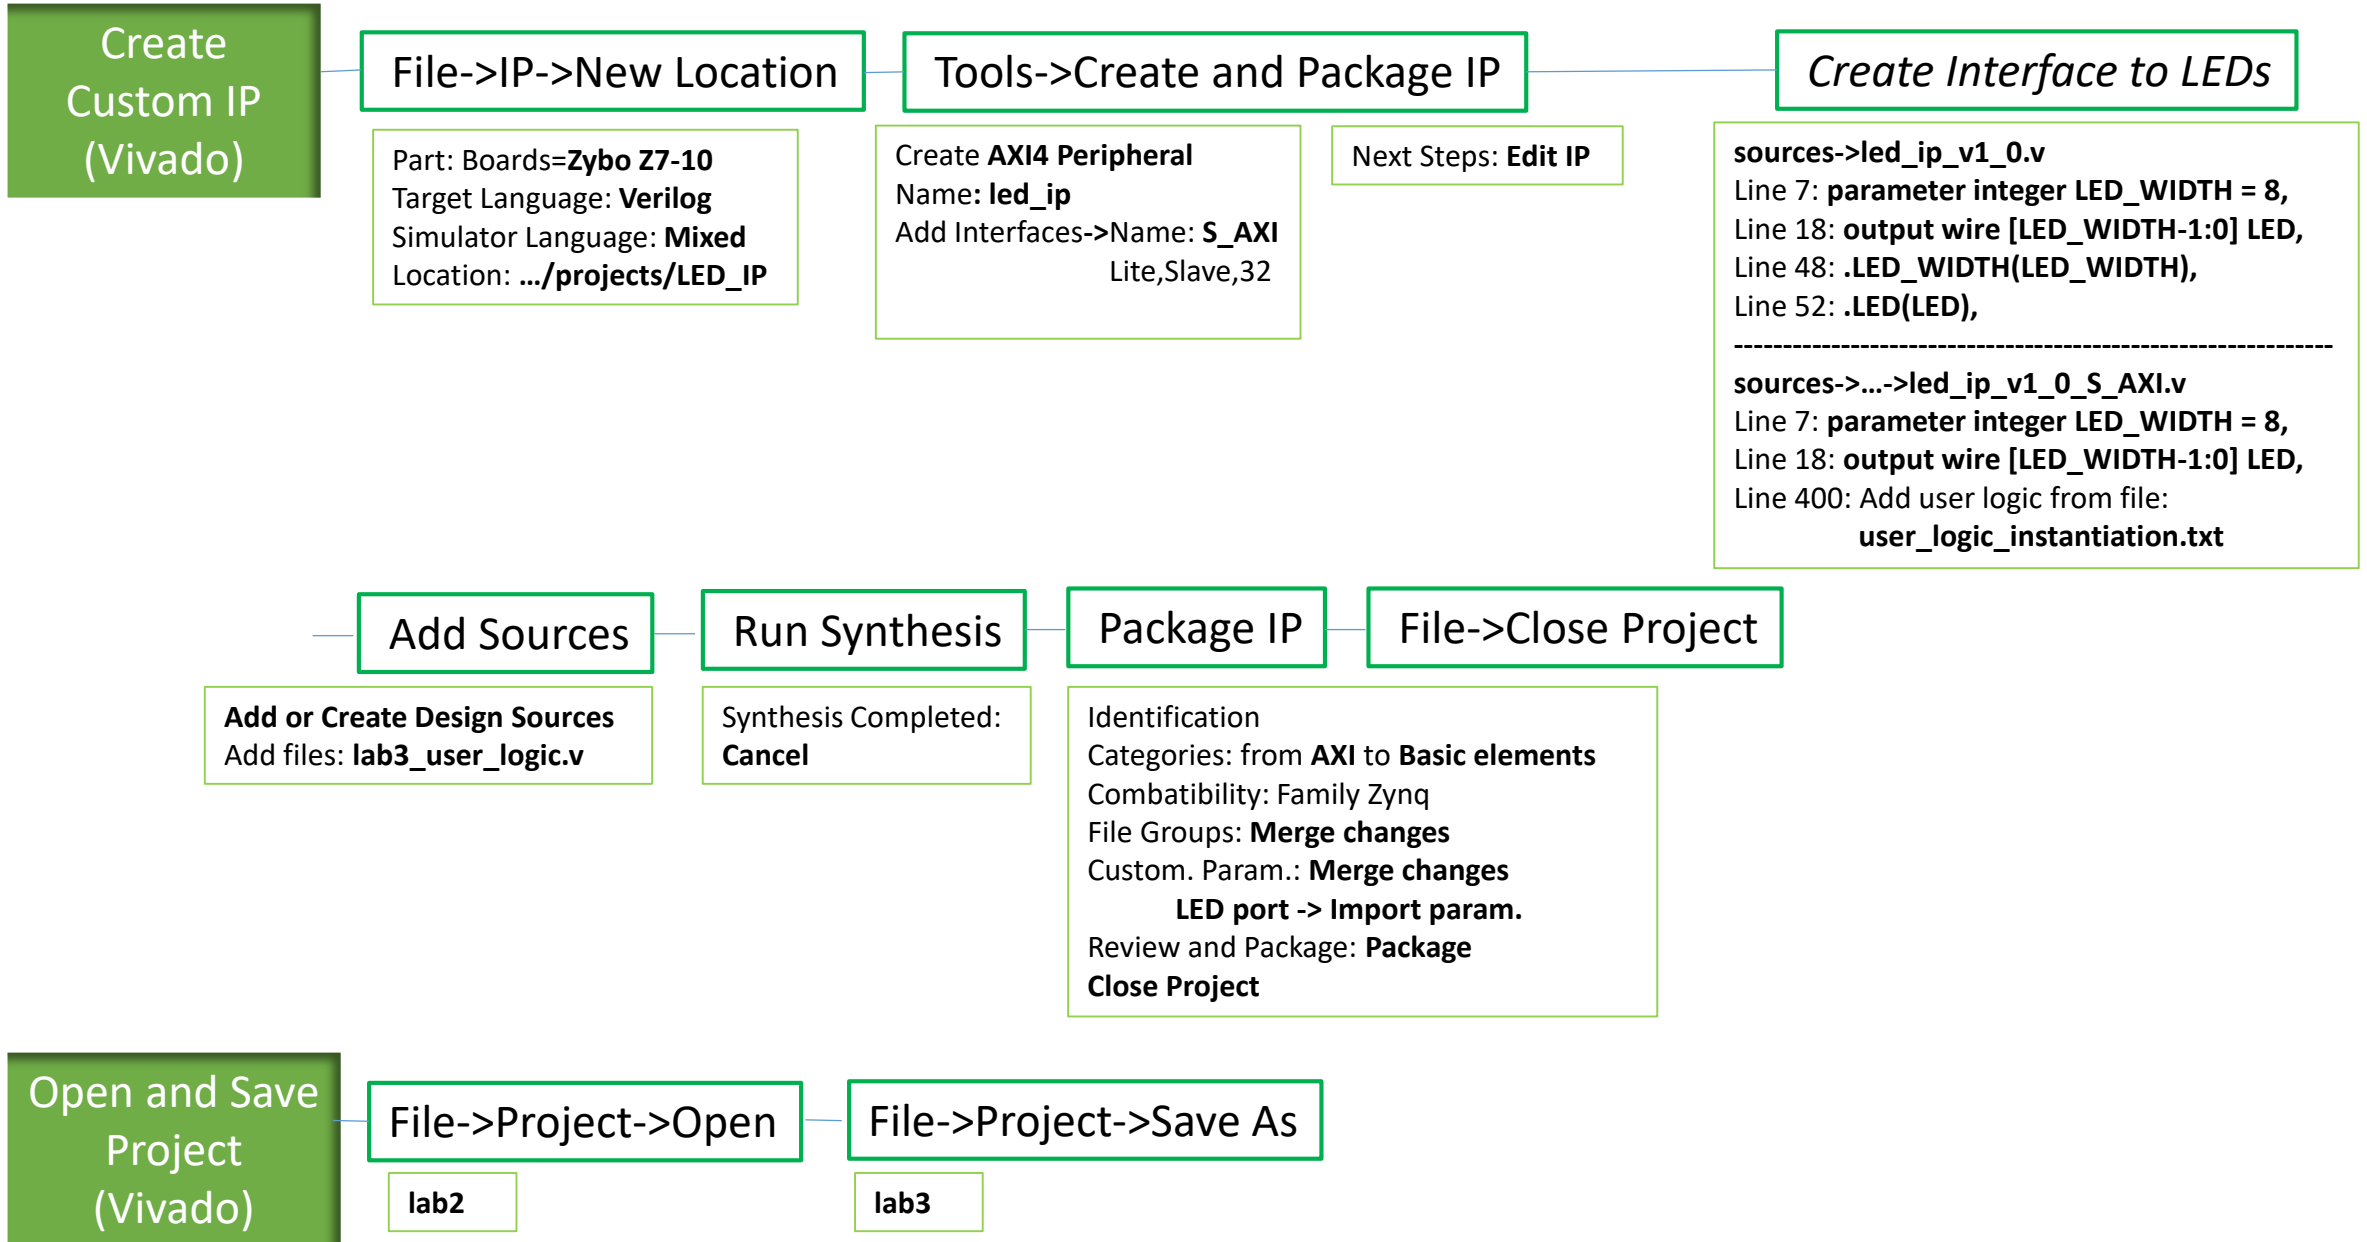 Create
Custom IP
(Vivado)
File->IP->New Location
Part: Boards=Zybo Z7-10
Target Language: Verilog
Simulator Language: Mixed
Location: .../projects/LED_IP
Tools->Create and Package IP
Create AXI4 Peripheral
Name: led_ip
Add Interfaces->Name: S_AXI
Lite,Slave,32
Next Steps: Edit IP
Create Interface to LEDs
sources->led_ip_v1_0.v
Line 7: parameter integer LED_WIDTH = 8,
Line 18: output wire [LED_WIDTH-1:0] LED,
Line 48: .LED_WIDTH(LED_WIDTH),
Line 52: .LED(LED),
-------------------------------------------------------------
sources->...->led_ip_v1_0_S_AXI.v
Line 7: parameter integer LED_WIDTH = 8,
Line 18: output wire [LED_WIDTH-1:0] LED,
Line 400: Add user logic from file:
user_logic_instantiation.txt
Add Sources
Add or Create Design Sources
Add files: lab3_user_logic.v
Run Synthesis
Synthesis Completed:
Cancel
Package IP
Identification
Categories: from AXI to Basic elements
Combatibility: Family Zynq
File Groups: Merge changes
Custom. Param.: Merge changes
LED port -> Import param.
Review and Package: Package
Close Project
File->Close Project
Open and Save
Project
(Vivado)
File->Project->Open
lab2
File->Project->Save As
lab3